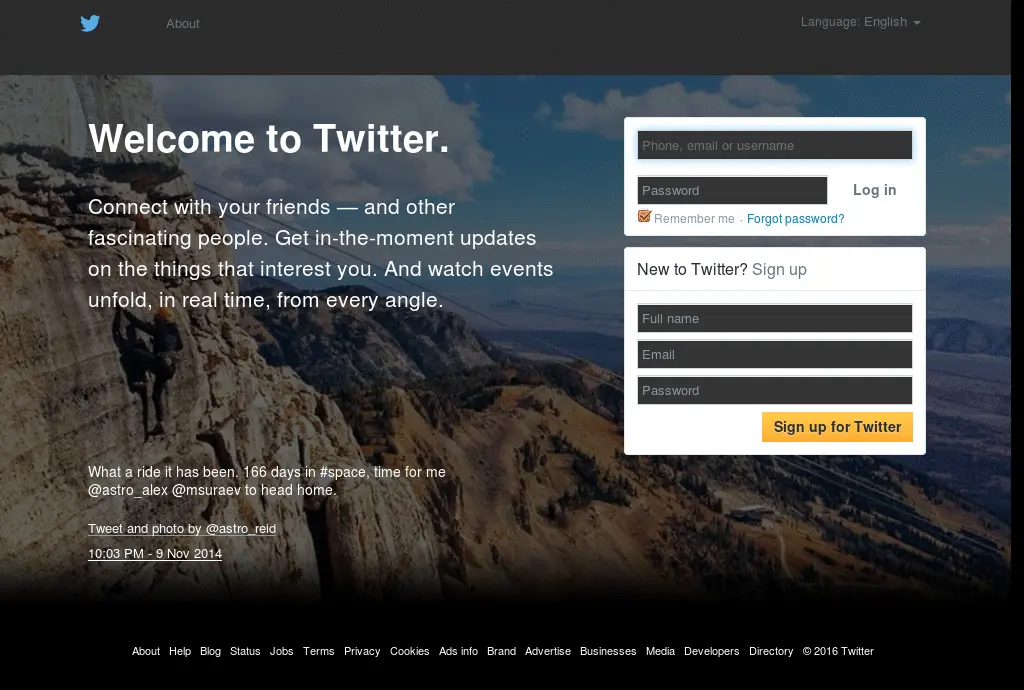 About
Language: English
Welcome to Twitter.
Connect with your friends — and other
fascinating people. Get in-the-moment updates
on the things that interest you. And watch events
unfold, in real time, from every angle.
What a ride it has been. 166 days in #space, time for me
@astro_alex @msuraev to head home.
Tweet and photo by @astro_reid
10:03 PM - 9 Nov 2014
Phone, email or username
Password
Log in
Remember me · Forgot password?
New to Twitter? Sign up
Full name
Email
Password
Sign up for Twitter
About Help Blog Status Jobs Terms Privacy Cookies Ads info Brand Advertise Businesses Media Developers Directory © 2016 Twitter